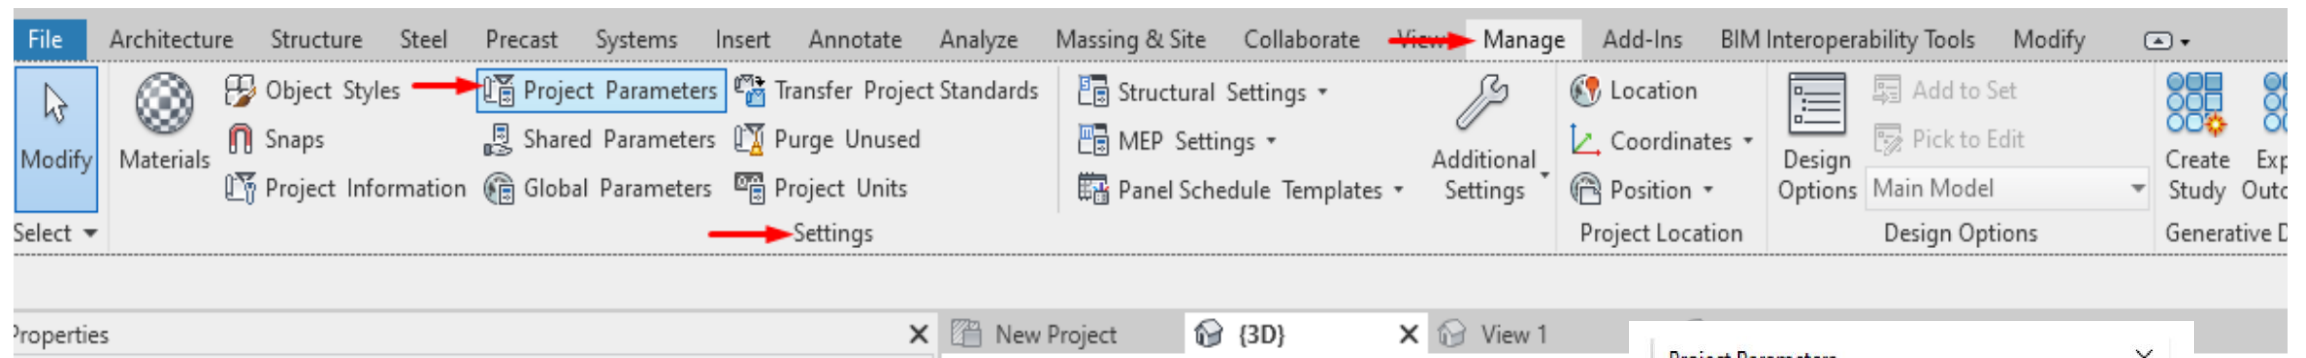 File Architecture Structure Steel Precast Systems Insert Annotate Analyze Massing & Site Collaborate View Manage Add-Ins BIM Interoperability Tools Modify
Modify
Materials
Object Styles
Snaps
Project Information
Project Parameters
Shared Parameters
Global Parameters
Transfer Project Standards
Purge Unused
Project Units
Structural Settings
MEP Settings
Panel Schedule Templates
Additional
Settings
Location
Coordinates
Position
Design
Options
Add to Set
Pick to Edit
Main Model
Create
Study
Select Settings Project Location Design Options Generative D
Properties New Project {3D} View 1
Project Parameters